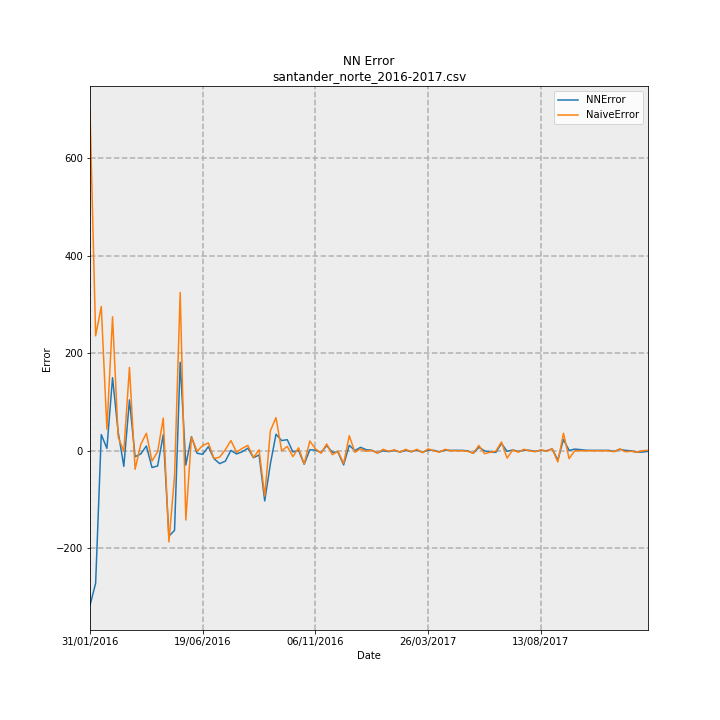 NN Error
santander_norte_2016-2017.csv
NNError
NaiveError
600
400
200
0
−200
Error
31/01/2016
19/06/2016
06/11/2016
26/03/2017
13/08/2017
Date